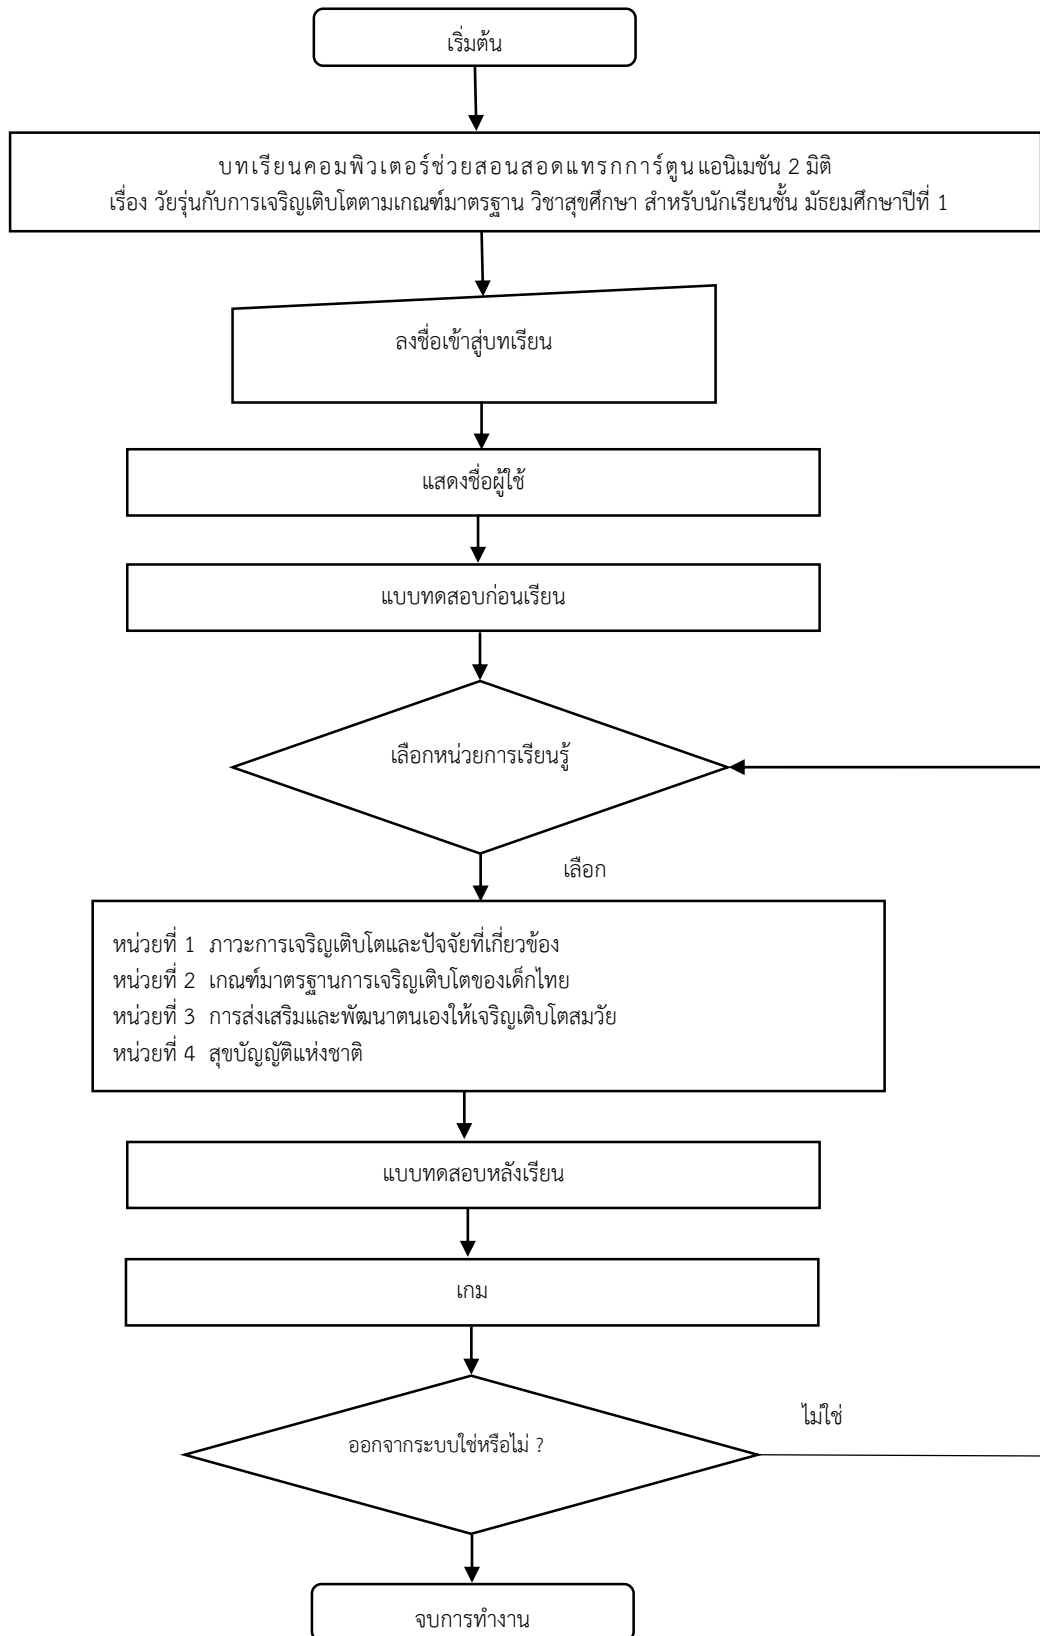 เริ่มต้น
บทเรียนคอมพิวเตอร์ช่วยสอนสอดแทรกการ์ตูน แอนิเมชัน 2 มิติ
เรื่อง วัยรุ่นกับการเจริญเติบโตตามเกณฑ์มาตรฐาน วิชาสุขศึกษา สำหรับนักเรียนชั้น มัธยมศึกษาปีที่ 1
ลงชื่อเข้าสู่บทเรียน
แสดงชื่อผู้ใช้
แบบทดสอบก่อนเรียน
เลือกหน่วยการเรียนรู้
เลือก
หน่วยที่ 1 ภาวะการเจริญเติบโตและปัจจัยที่เกี่ยวข้อง
หน่วยที่ 2 เกณฑ์มาตรฐานการเจริญเติบโตของเด็กไทย
หน่วยที่ 3 การส่งเสริมและพัฒนาตนเองให้เจริญเติบโตสมวัย
หน่วยที่ 4 สุขบัญญัติแห่งชาติ
แบบทดสอบหลังเรียน
เกม
ไม่ใช่
ออกจากระบบใช่หรือไม่ ?
จบการทำงาน